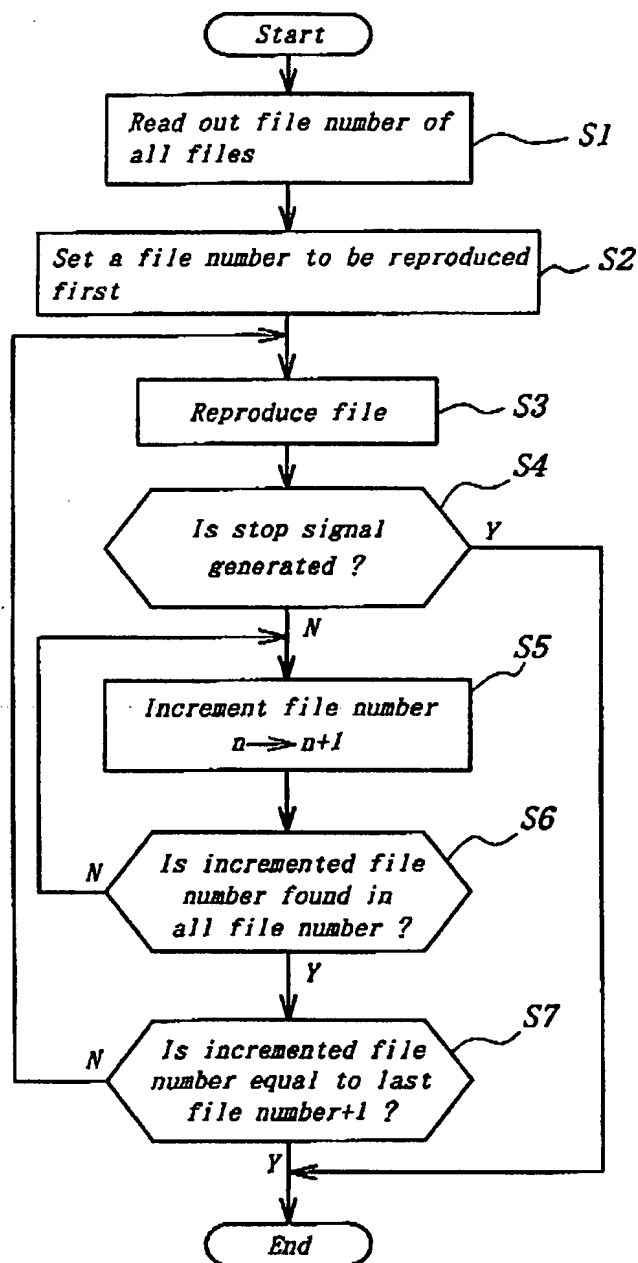 Start
Read out file number of
all files
S1
Set a file number to be reproduced
first
S2
Reproduce file
S3
S4
Is stop signal
generated ?
Y
N
S5
Increment file number
n→n+1
S6
Is incremented file
number found in
all file number ?
N
Y
S7
Is incremented file
number equal to last
file number+1 ?
N
Y
End